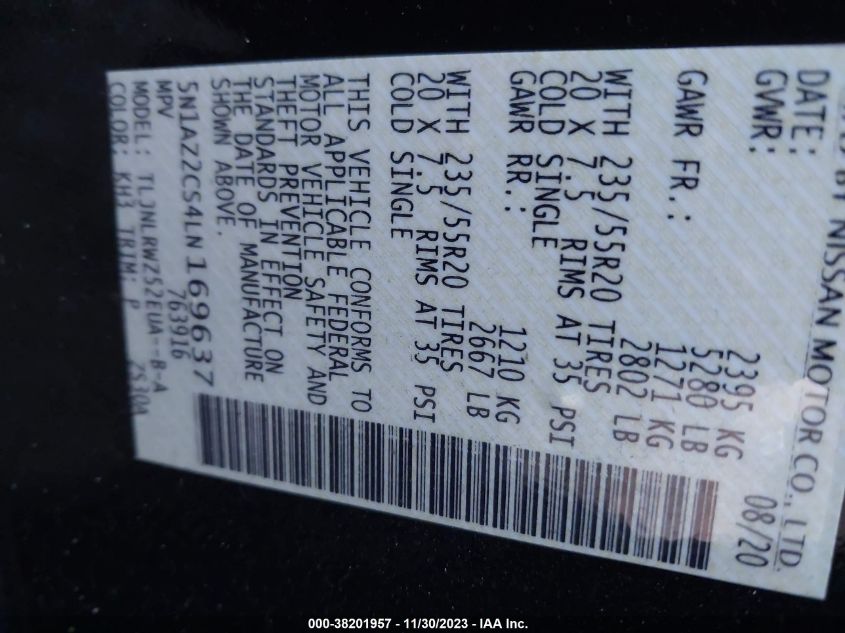 BY NISSAN MOTOR CO., LTD.
DATE: 08/20
GVWR: 2395 KG
5280 LB
GAWR FR.: 1271 KG
2802 LB
WITH 235/55R20 TIRES
20 X 7.5 RIMS AT 35 PSI
COLD SINGLE
GAWR RR.: 1210 KG
2667 LB
WITH 235/55R20 TIRES
20 X 7.5 RIMS AT 35 PSI
COLD SINGLE
THIS VEHICLE CONFORMS TO
ALL APPLICABLE FEDERAL
MOTOR VEHICLE SAFETY AND
THEFT PREVENTION
STANDARDS IN EFFECT ON
THE DATE OF MANUFACTURE
SHOWN ABOVE.
5N1AZ2CS4LN169637
MPV 763916
MODEL: TLJNLRWZ52EUA--B-A
COLOR: KH3 TRIM: P
000-38201957 - 11/30/2023 - IAA Inc.